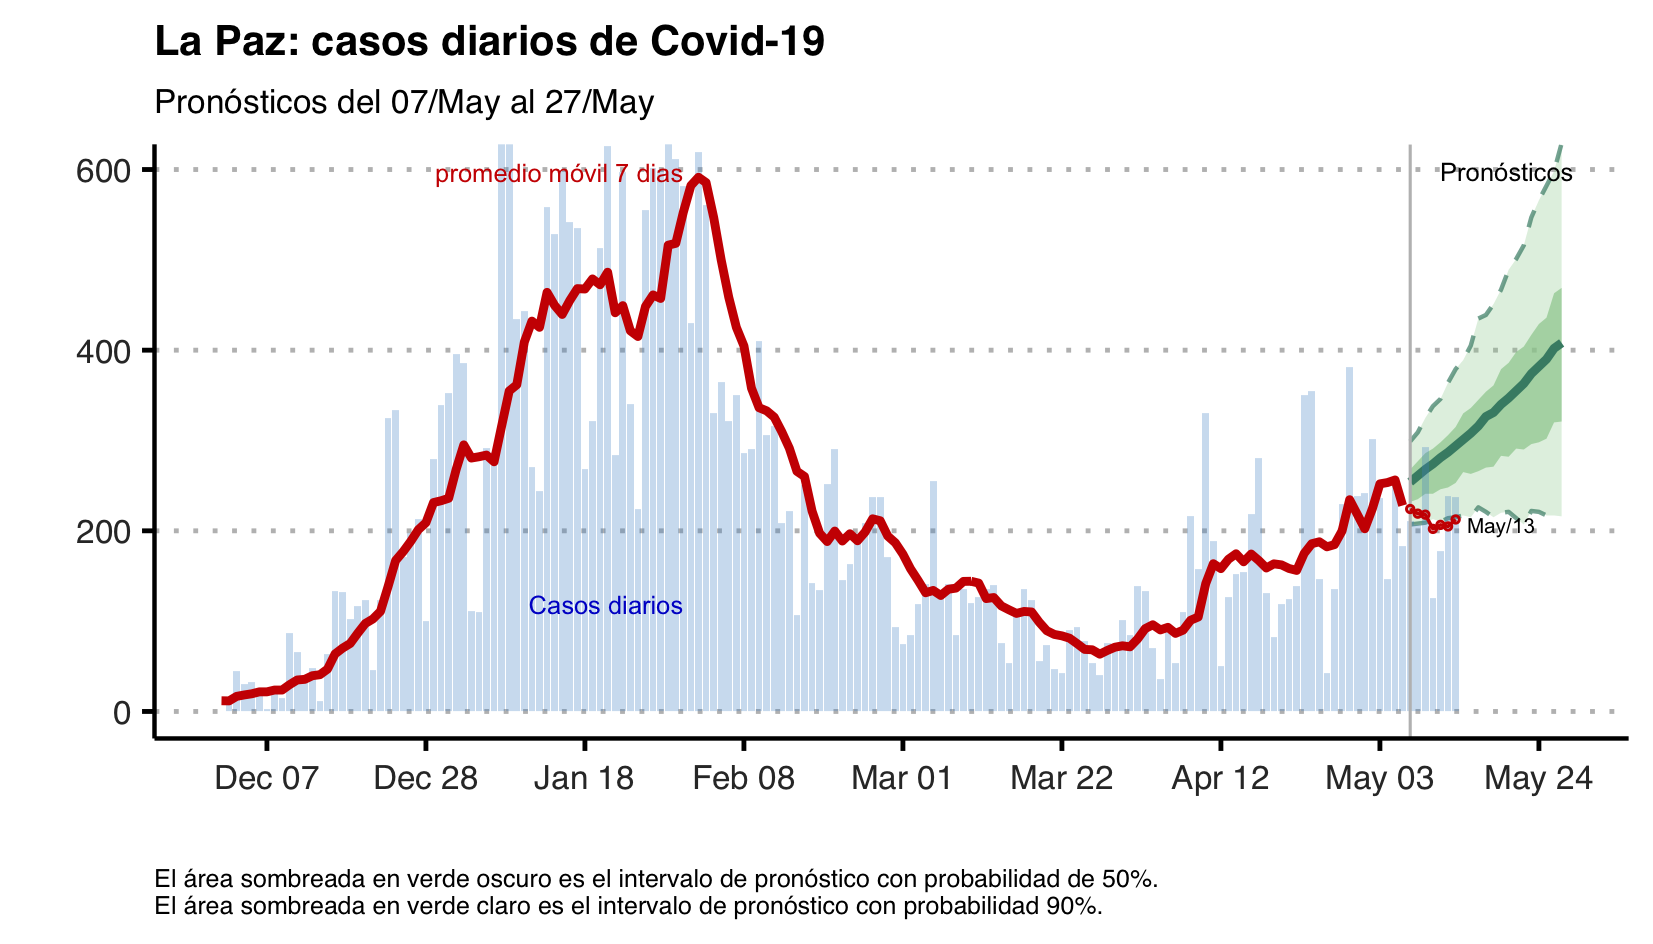 La Paz: casos diarios de Covid-19
Pronósticos del 07/May al 27/May
600
promedio móvil 7 dias
Pronósticos
400
200
May/13
Casos diarios
0
Dec 07
Dec 28
Jan 18
Feb 08
Mar 01
Mar 22
Apr 12
May 03
May 24
El área sombreada en verde oscuro es el intervalo de pronóstico con probabilidad de 50%.
El área sombreada en verde claro es el intervalo de pronóstico con probabilidad 90%.